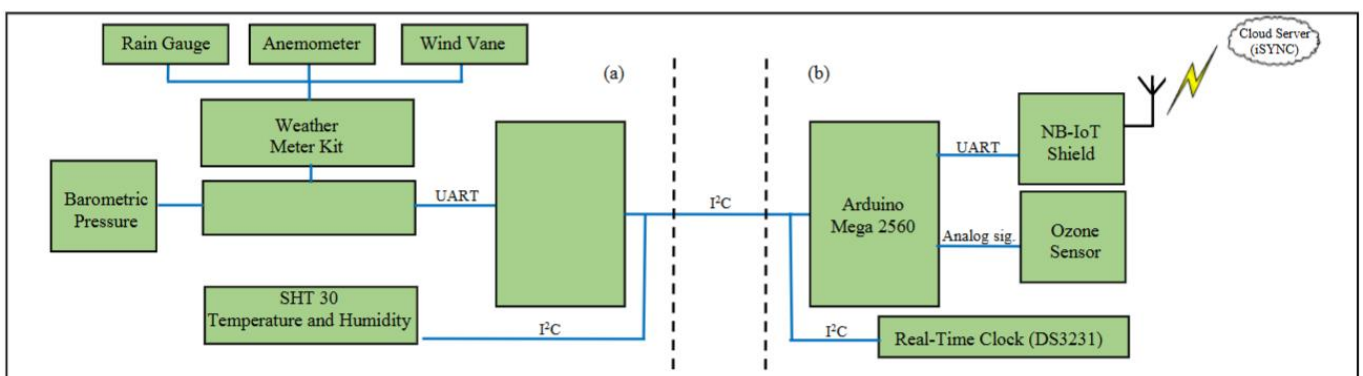 Rain Gauge
Anemometer
Wind Vane
(a)
(b)
Cloud Server
(iSYNC)
Weather
Meter Kit
UART
NB-IoT
Shield
Barometric
Pressure
UART
I²C
Arduino
Mega 2560
Analog sig.
Ozone
Sensor
SHT 30
Temperature and Humidity
I²C
I²C
Real-Time Clock (DS3231)